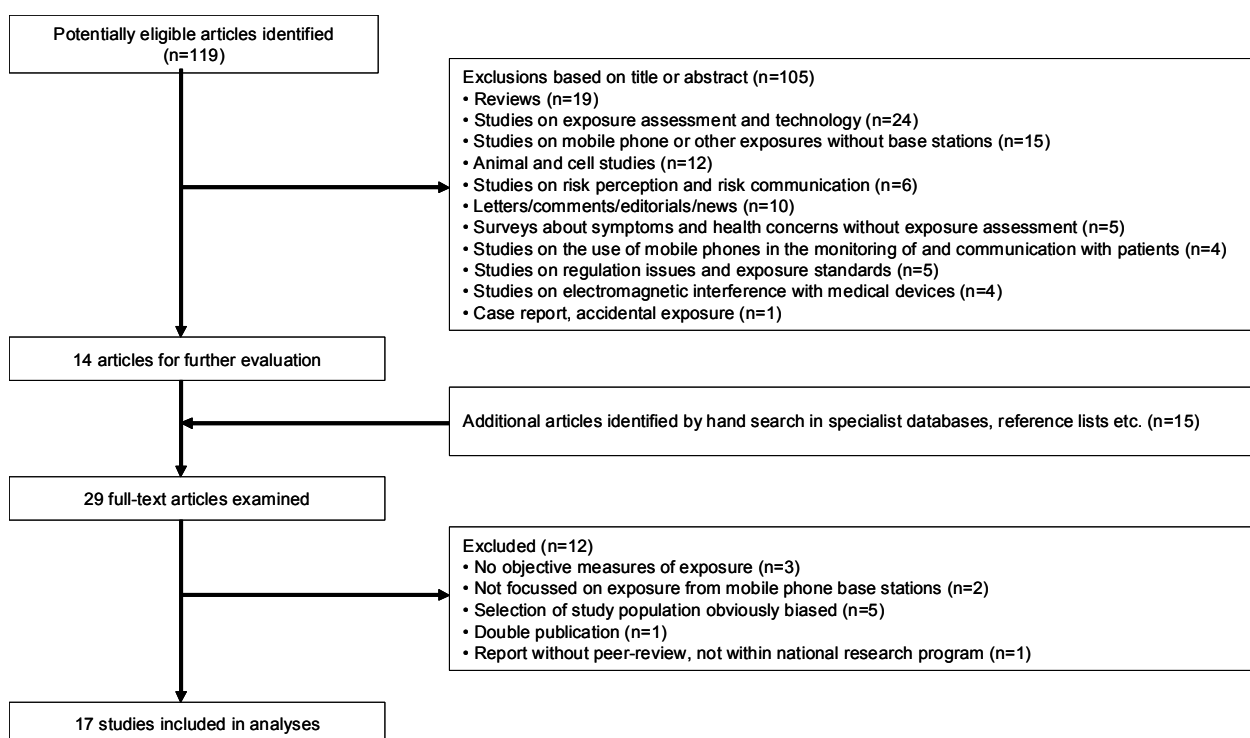 Potentially eligible articles identified
(n=119)
Exclusions based on title or abstract (n=105)
• Reviews (n=19)
• Studies on exposure assessment and technology (n=24)
• Studies on mobile phone or other exposures without base stations (n=15)
• Animal and cell studies (n=12)
• Studies on risk perception and risk communication (n=6)
• Letters/comments/editorials/news (n=10)
• Surveys about symptoms and health concerns without exposure assessment (n=5)
• Studies on the use of mobile phones in the monitoring of and communication with patients (n=4)
• Studies on regulation issues and exposure standards (n=5)
• Studies on electromagnetic interference with medical devices (n=4)
• Case report, accidental exposure (n=1)
14 articles for further evaluation
Additional articles identified by hand search in specialist databases, reference lists etc. (n=15)
29 full-text articles examined
Excluded (n=12)
• No objective measures of exposure (n=3)
• Not focussed on exposure from mobile phone base stations (n=2)
• Selection of study population obviously biased (n=5)
• Double publication (n=1)
• Report without peer-review, not within national research program (n=1)
17 studies included in analyses